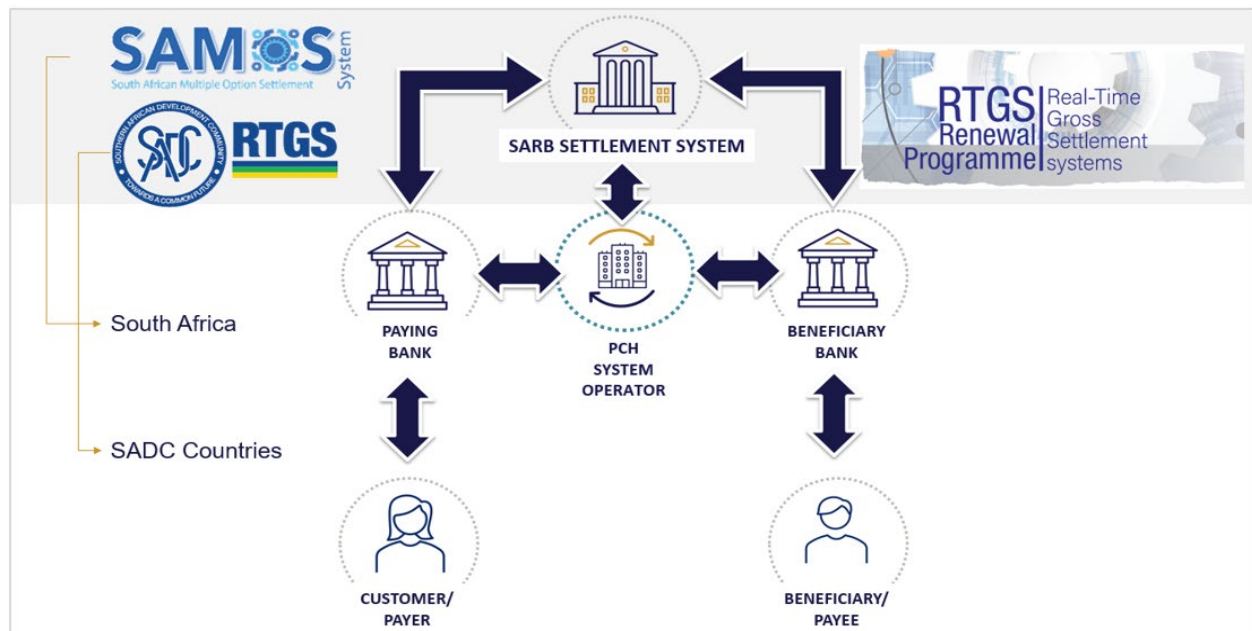 SAMOS System
South African Multiple Option Settlement
SOUTHERN AFRICAN DEVELOPMENT COMMUNITY
SADC
TOWARDS A COMMON FUTURE
RTGS
SARB SETTLEMENT SYSTEM
RTGS
Renewal
Programme
Real-Time
Gross
Settlement
systems
South Africa
SADC Countries
PAYING
BANK
PCH
SYSTEM
OPERATOR
BENEFICIARY
BANK
CUSTOMER/
PAYER
BENEFICIARY/
PAYEE